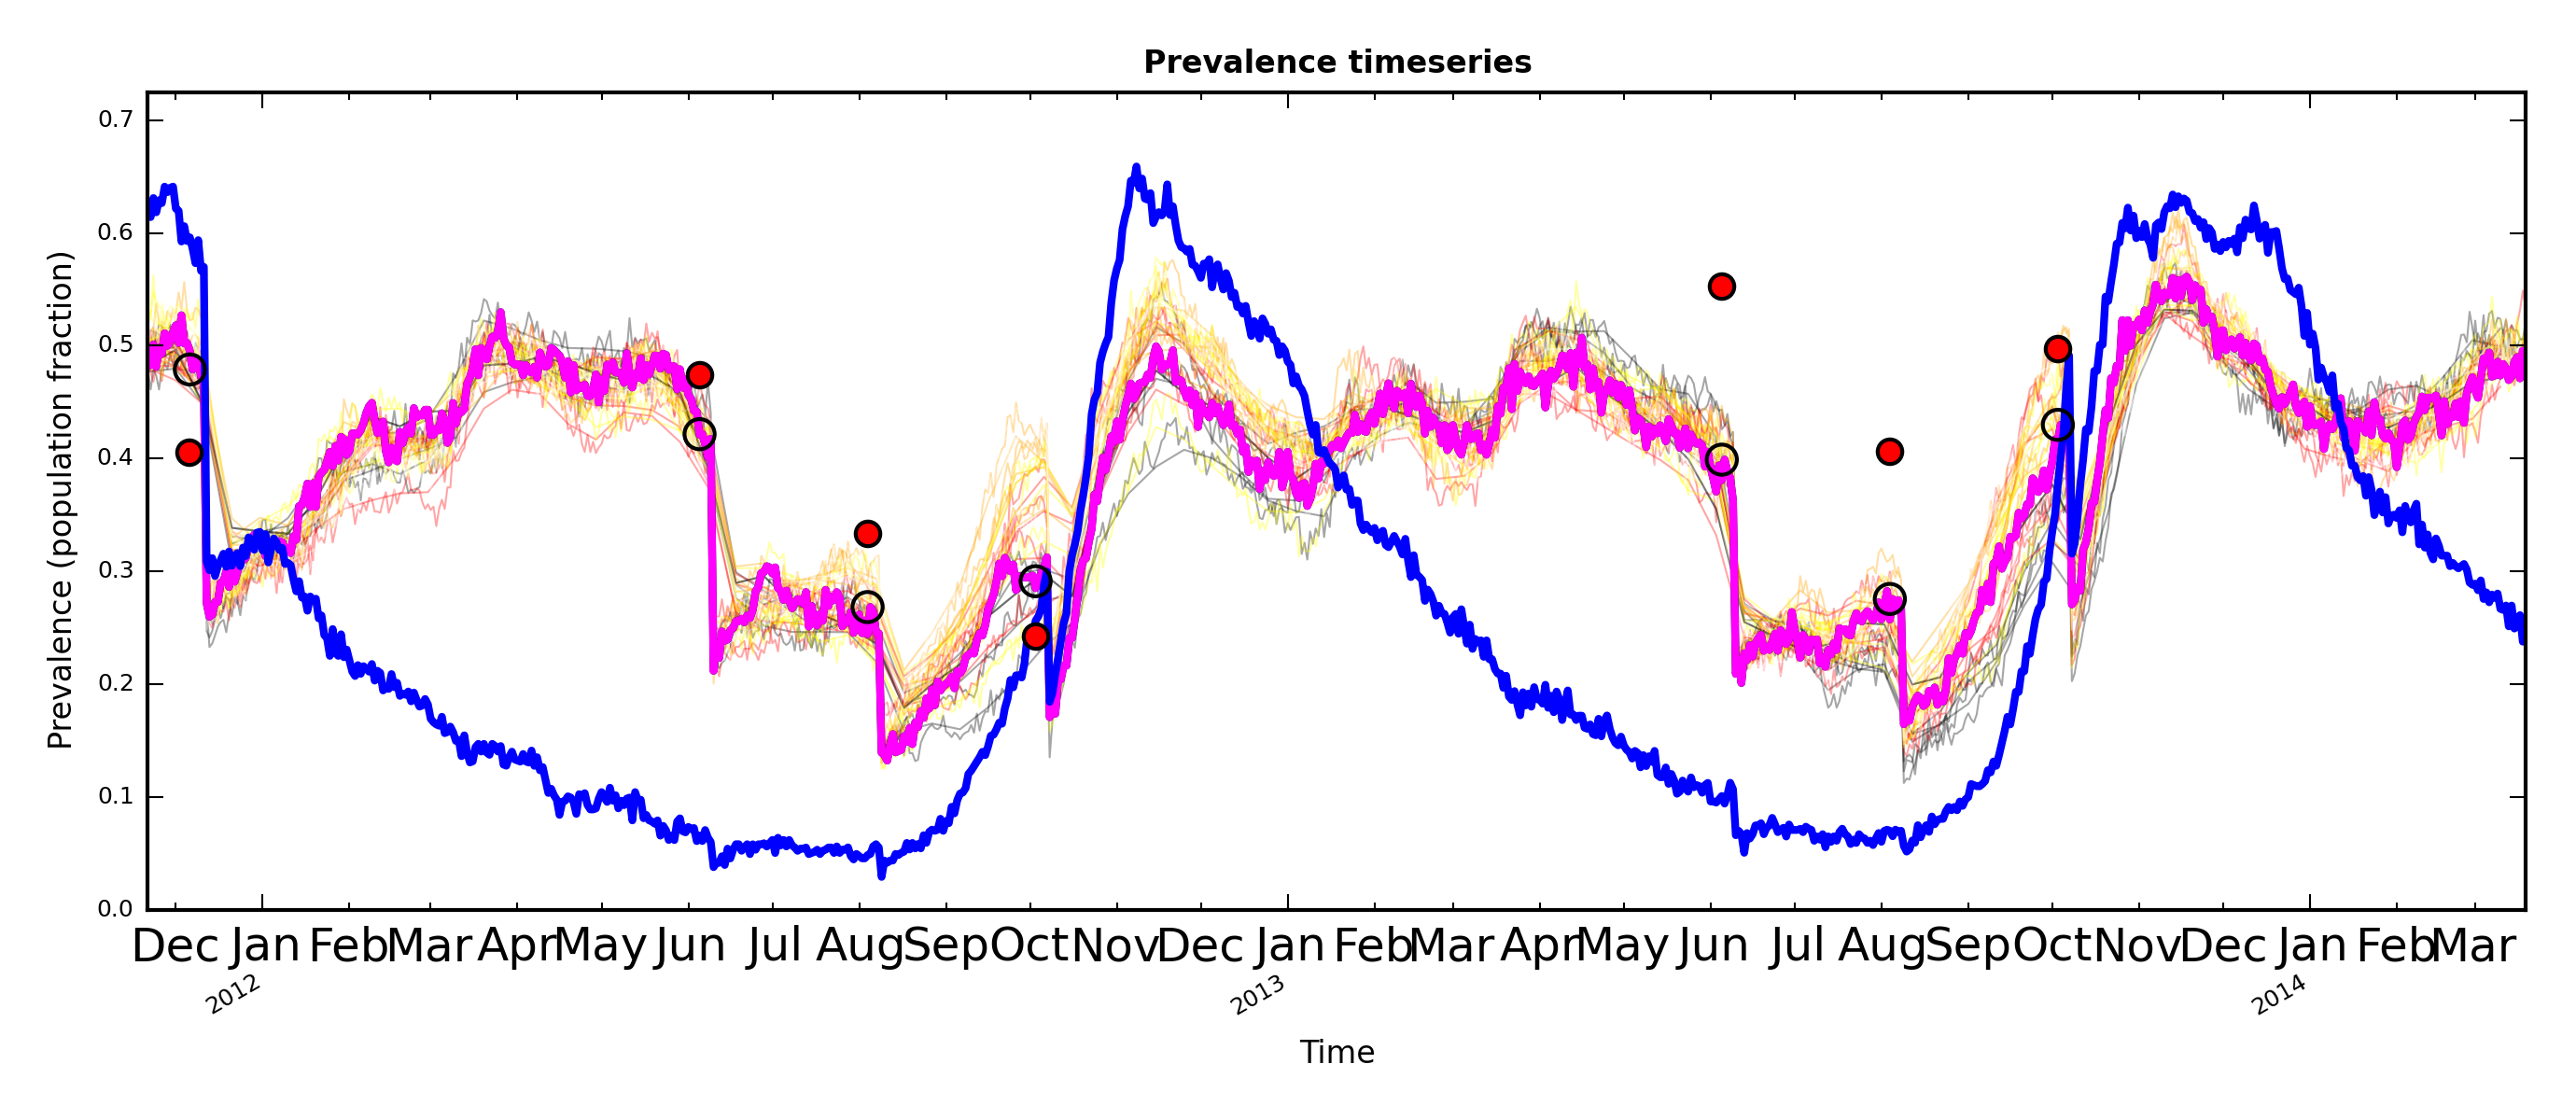 Prevalence timeseries
Prevalence (population fraction)
0.7
0.6
0.5
0.4
0.3
0.2
0.1
0.0
Dec Jan Feb Mar Apr May Jun Jul Aug Sep Oct Nov Dec Jan Feb Mar Apr May Jun Jul Aug Sep Oct Nov Dec Jan Feb Mar
2012 2013 2014
Time